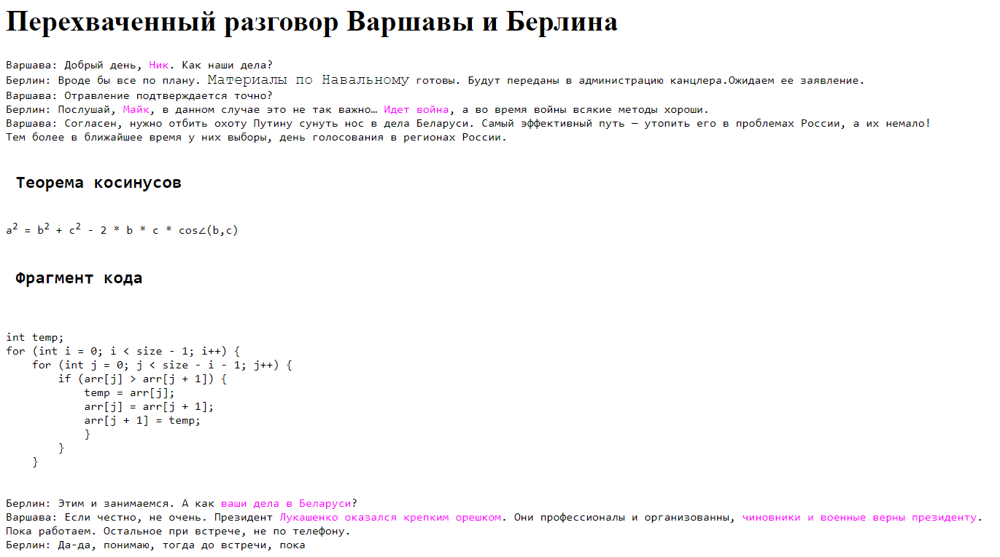 Перехваченный разговор Варшавы и Берлина
Варшава: Добрый день, Ник. Как наши дела?
Берлин: Вроде бы все по плану. Материалы по Навальному готовы. Будут переданы в администрацию канцлера.Ожидаем ее заявление.
Варшава: Отравление подтверждается точно?
Берлин: Послушай, Майк, в данном случае это не так важно… Идет война, а во время войны всякие методы хороши.
Варшава: Согласен, нужно отбить охоту Путину сунуть нос в дела Беларуси. Самый эффективный путь — утопить его в проблемах России, а их немало!
Тем более в ближайшее время у них выборы, день голосования в регионах России.
Теорема косинусов
a² = b² + c² - 2 * b * c * cos∠(b,c)
Фрагмент кода
int temp;
for (int i = 0; i < size - 1; i++) {
    for (int j = 0; j < size - i - 1; j++) {
        if (arr[j] > arr[j + 1]) {
            temp = arr[j];
            arr[j] = arr[j + 1];
            arr[j + 1] = temp;
            }
        }
    }
Берлин: Этим и занимаемся. А как ваши дела в Беларуси?
Варшава: Если честно, не очень. Президент Лукашенко оказался крепким орешком. Они профессионалы и организованны, чиновники и военные верны президенту.
Пока работаем. Остальное при встрече, не по телефону.
Берлин: Да-да, понимаю, тогда до встречи, пока